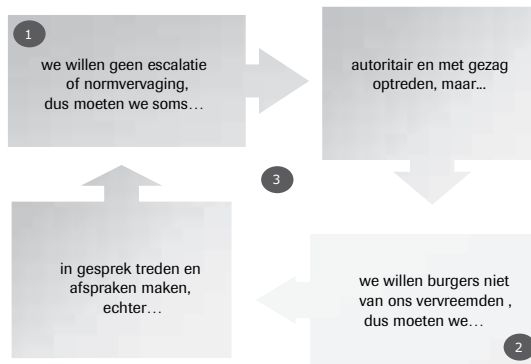 1
we willen geen escalatie
of normvervaging,
dus moeten we soms…
autoritair en met gezag
optreden, maar...
3
in gesprek treden en
afspraken maken,
echter…
we willen burgers niet
van ons vervreemden ,
dus moeten we…
2